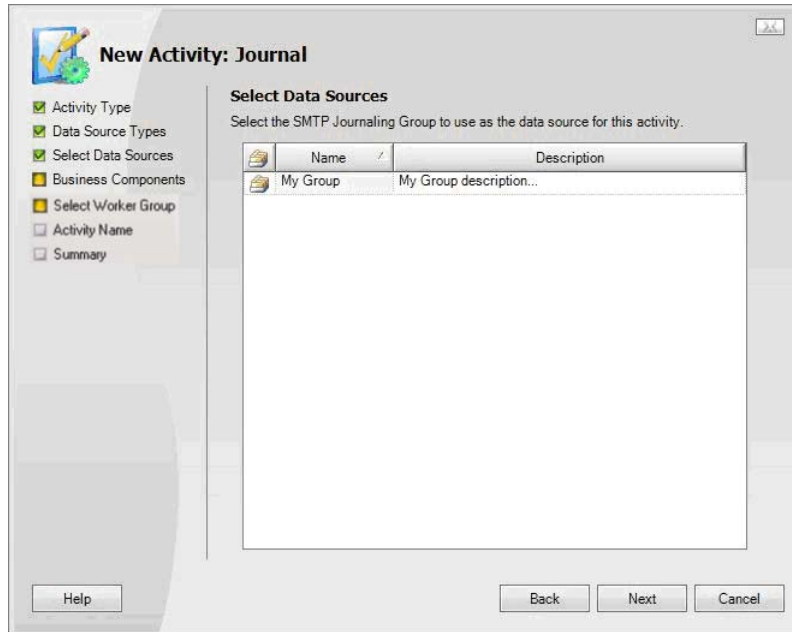 New Activity: Journal
Activity Type
Data Source Types
Select Data Sources
Business Components
Select Worker Group
Activity Name
Summary
Select Data Sources
Select the SMTP Journaling Group to use as the data source for this activity.
Name Description
My Group My Group description...
Help Back Next Cancel